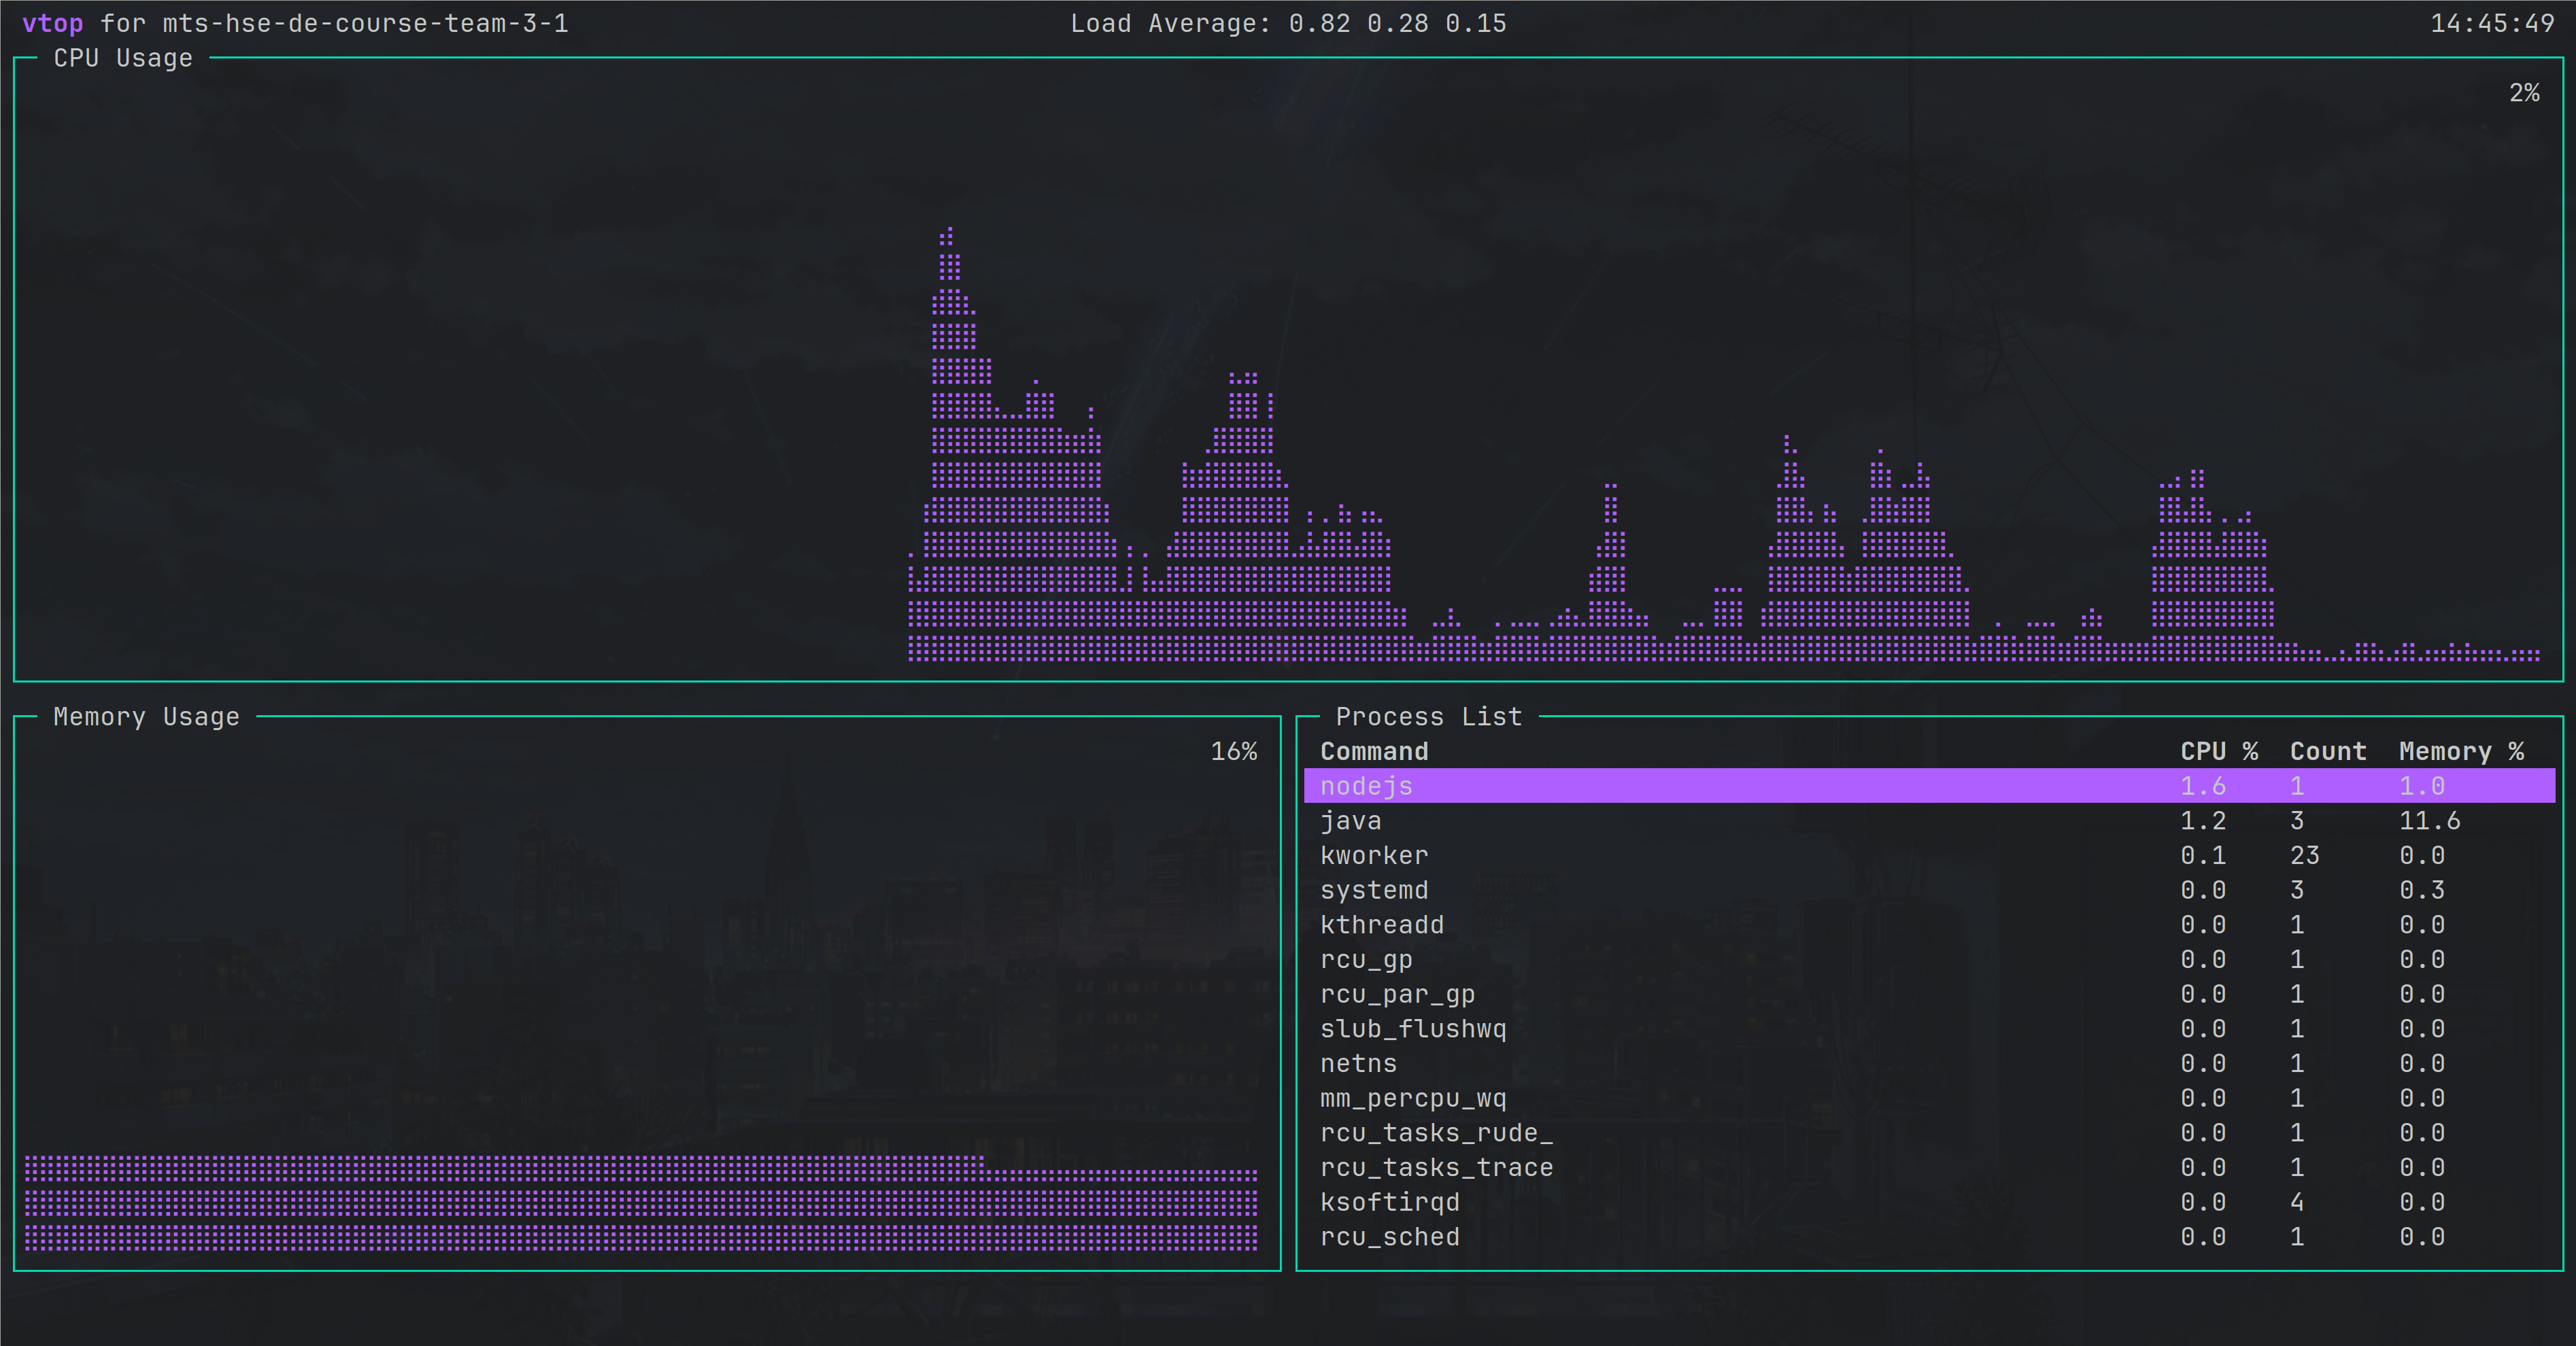 vtop for mts-hse-de-course-team-3-1 Load Average: 0.82 0.28 0.15 14:45:49
CPU Usage
2%
Memory Usage
16%
Process List
Command CPU % Count Memory %
nodejs 1.6 1 1.0
java 1.2 3 11.6
kworker 0.1 23 0.0
systemd 0.0 3 0.3
kthreadd 0.0 1 0.0
rcu_gp 0.0 1 0.0
rcu_par_gp 0.0 1 0.0
slub_flushwq 0.0 1 0.0
netns 0.0 1 0.0
mm_percpu_wq 0.0 1 0.0
rcu_tasks_rude_ 0.0 1 0.0
rcu_tasks_trace 0.0 1 0.0
ksoftirqd 0.0 4 0.0
rcu_sched 0.0 1 0.0